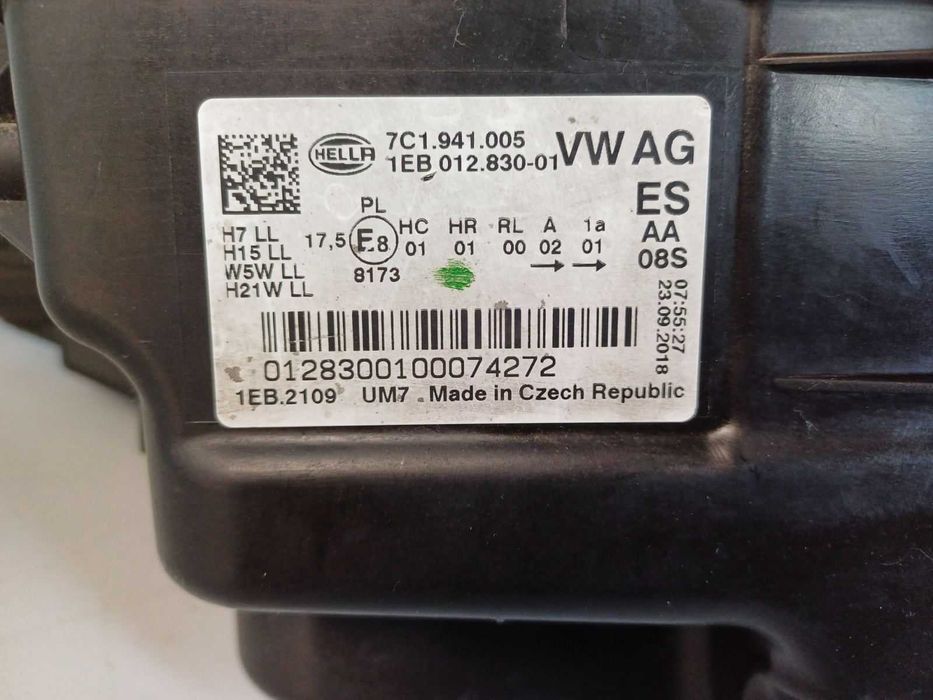 HELLA
7C1.941.005
1EB 012.830-01
VW AG
ES
AA
08S
H7 LL
H15 LL
W5W LL
H21W LL
PL
17,5 E8 HC HR RL A 1a
01 01 00 02 01
8173 → →
07:55:27
23.09.2018
0128300100074272
1EB.2109 UM7 Made in Czech Republic